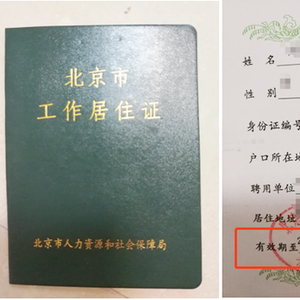 北京市
工作居住证
北京市人力资源和社会保障局
姓名
性别
身份证编号
户口所在地
聘用单位
居住地址
有效期至